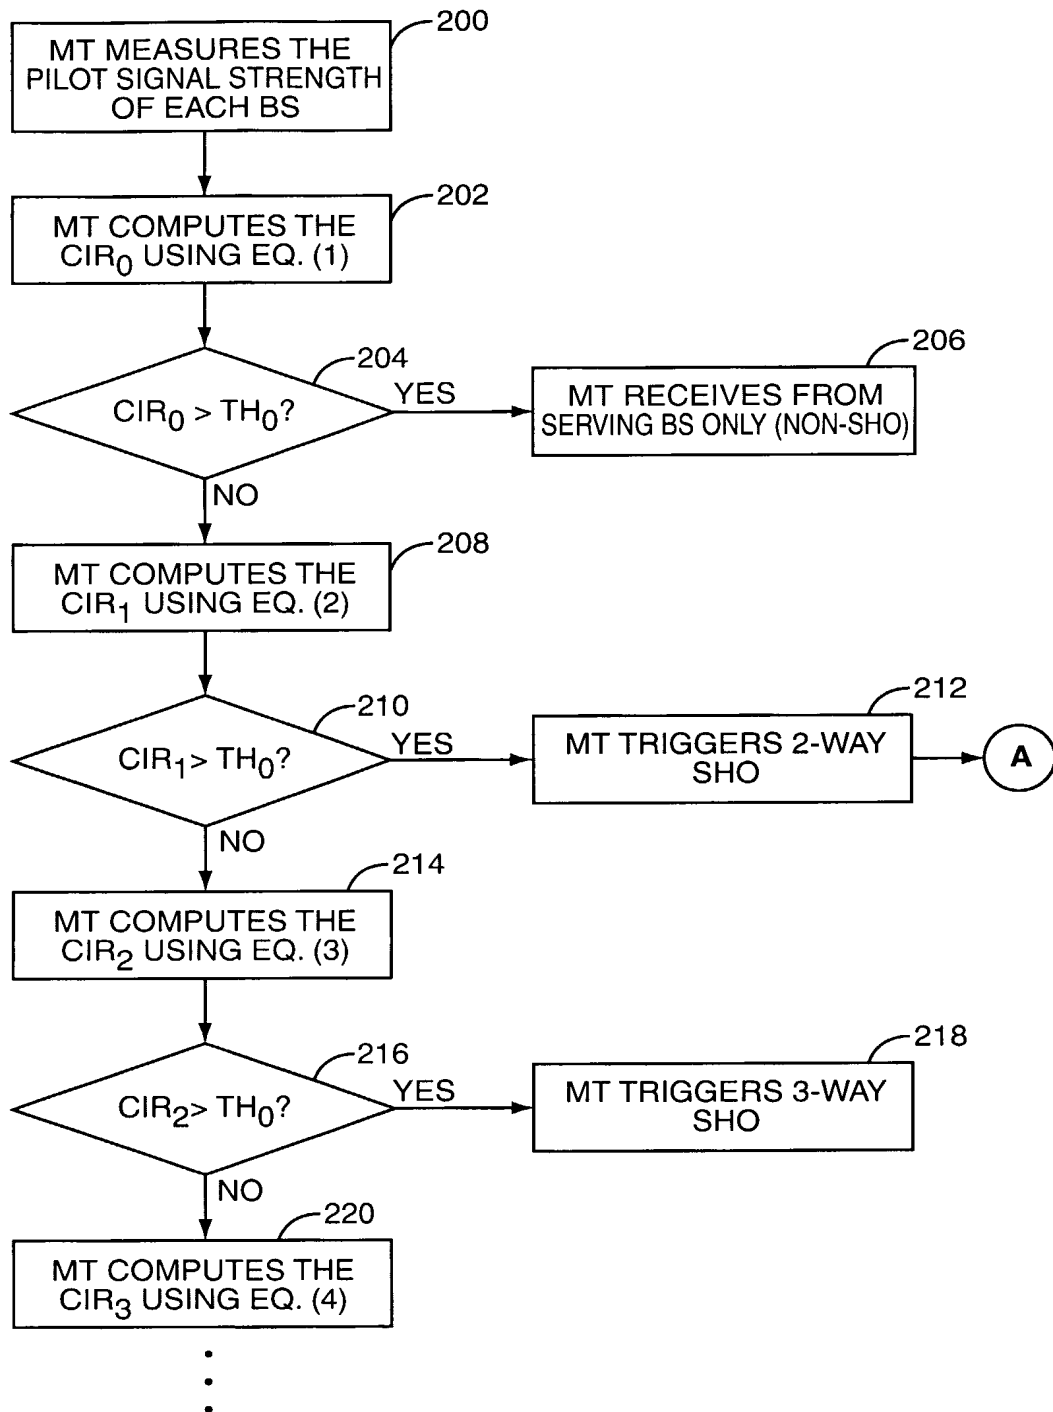 200
MT MEASURES THE
PILOT SIGNAL STRENGTH
OF EACH BS
202
MT COMPUTES THE
CIR0 USING EQ. (1)
204
CIR0 > TH0?
YES
206
MT RECEIVES FROM
SERVING BS ONLY (NON-SHO)
NO
208
MT COMPUTES THE
CIR1 USING EQ. (2)
210
CIR1> TH0?
YES
212
MT TRIGGERS 2-WAY
SHO
A
NO
214
MT COMPUTES THE
CIR2 USING EQ. (3)
216
CIR2> TH0?
YES
218
MT TRIGGERS 3-WAY
SHO
NO
220
MT COMPUTES THE
CIR3 USING EQ. (4)